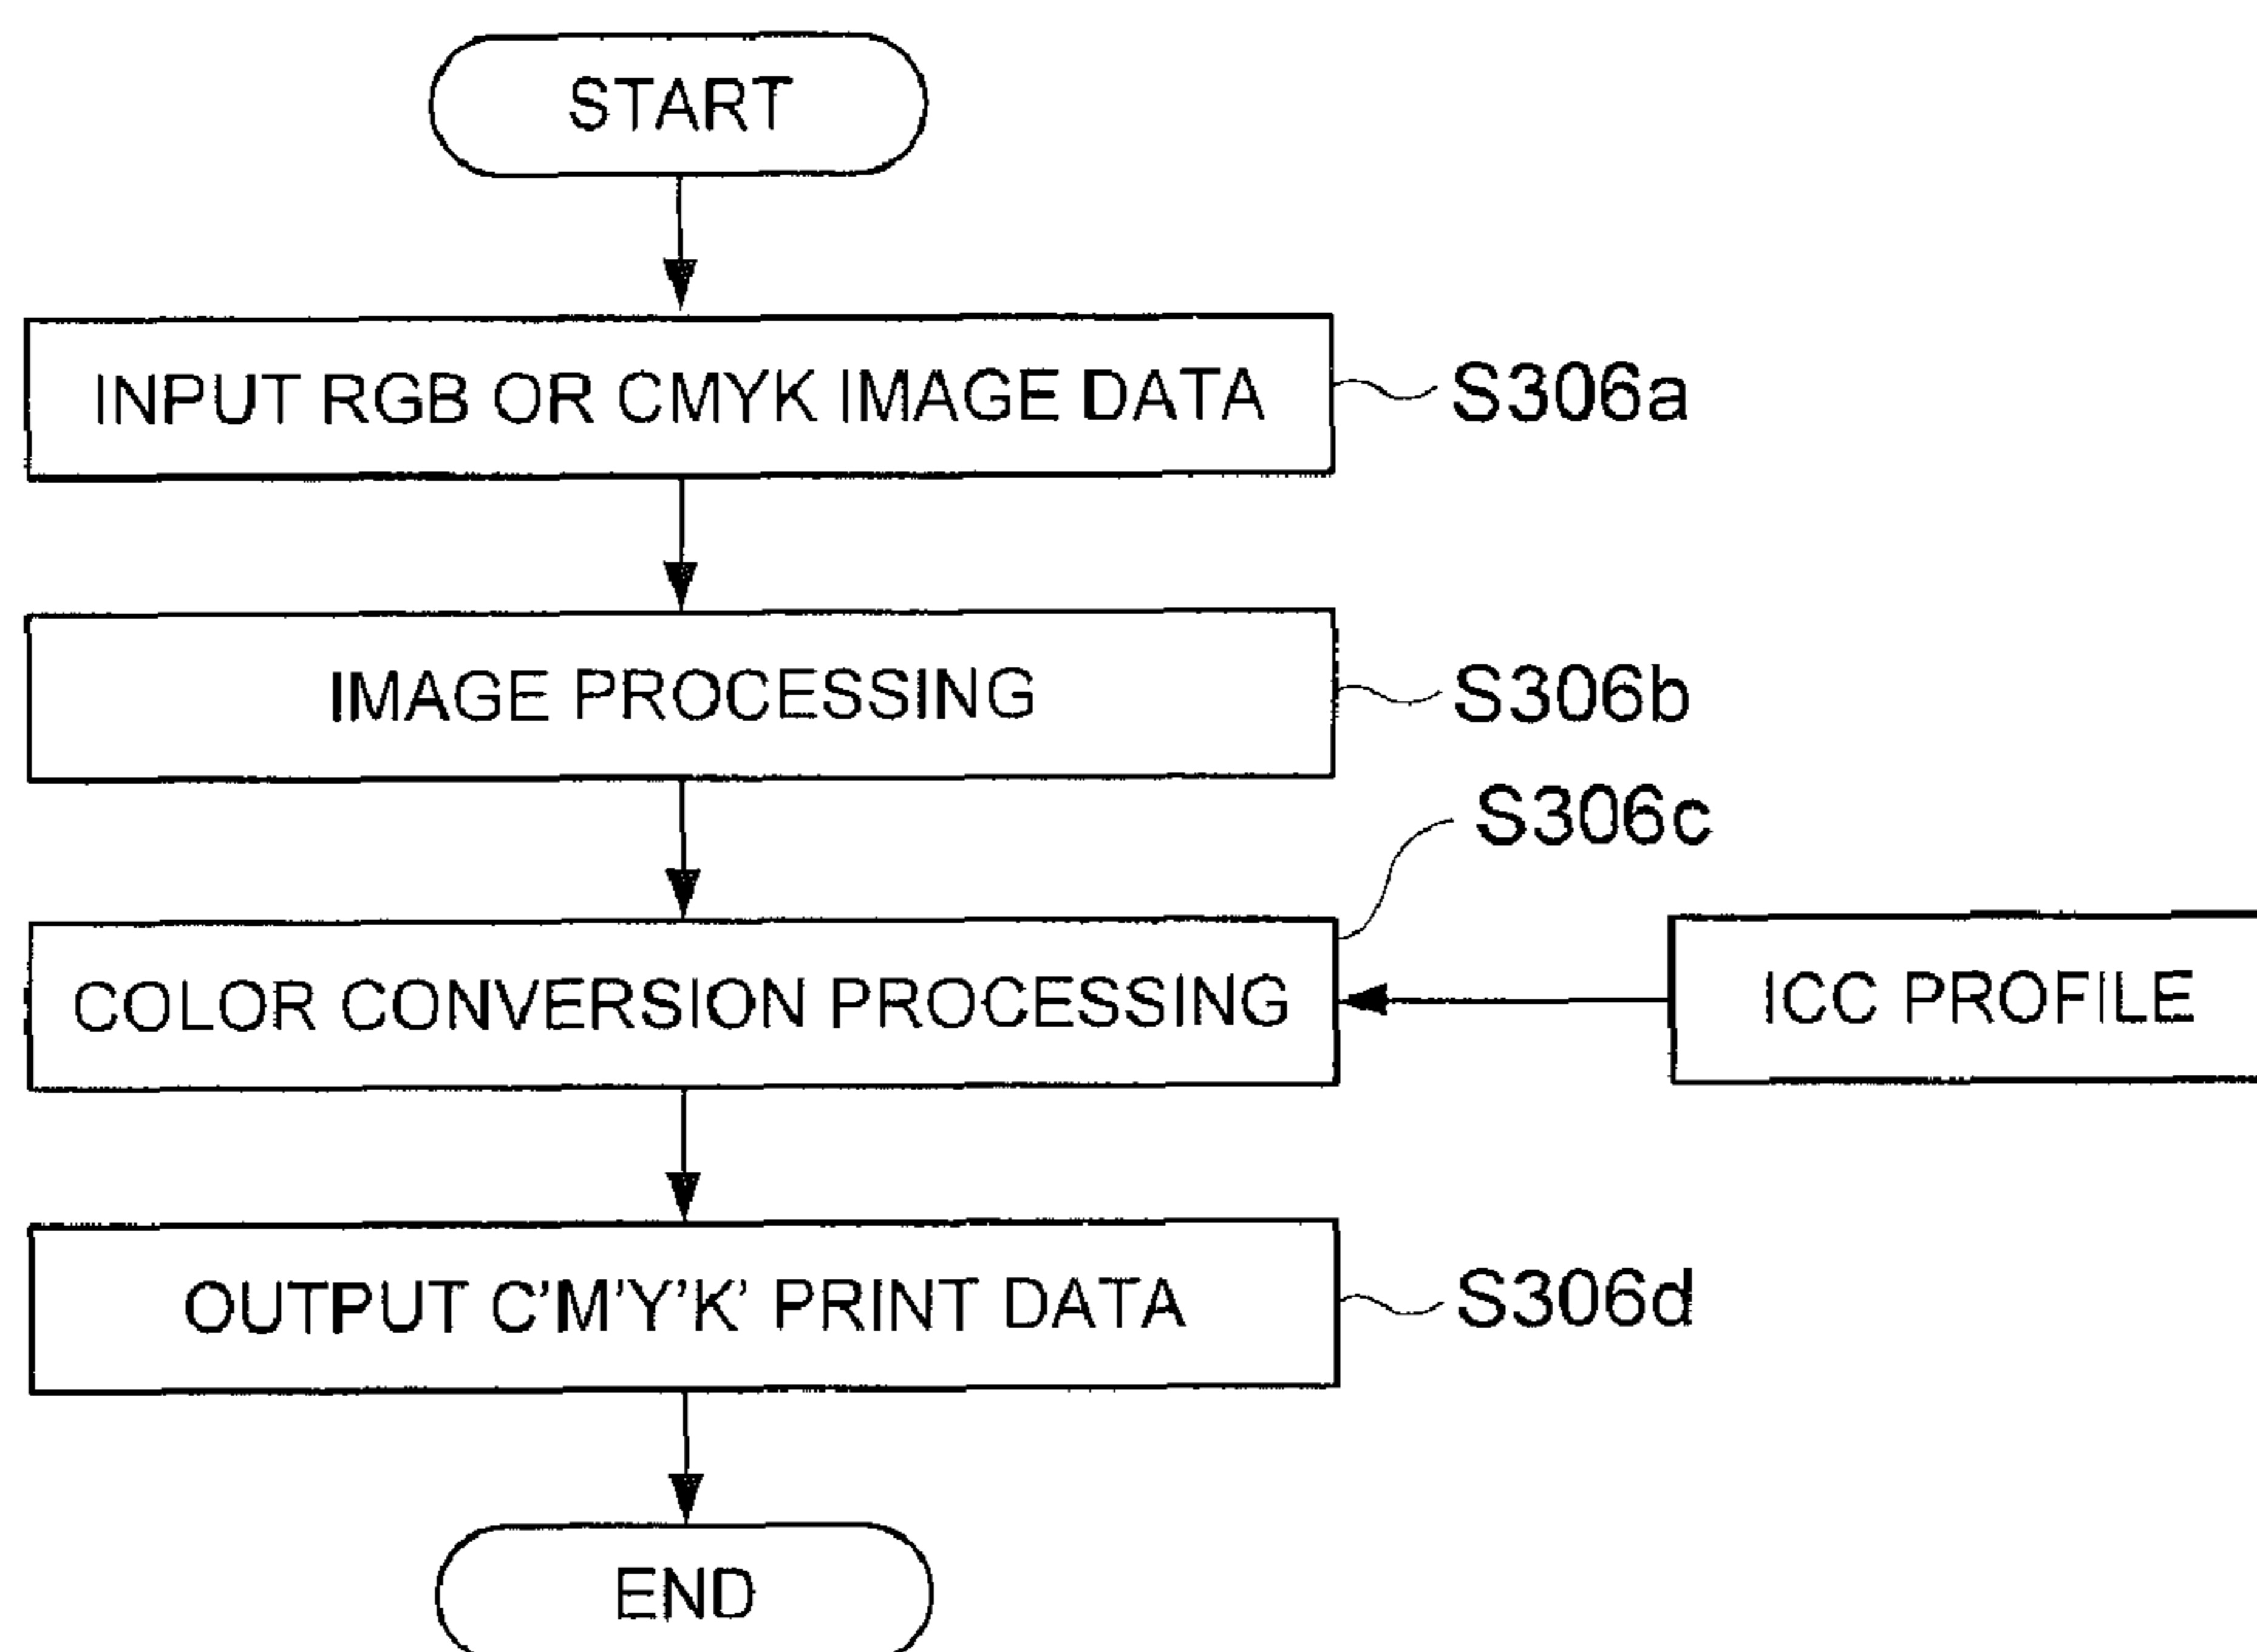 START
INPUT RGB OR CMYK IMAGE DATA
S306a
IMAGE PROCESSING
S306b
S306c
COLOR CONVERSION PROCESSING
ICC PROFILE
OUTPUT C'M'Y'K' PRINT DATA
S306d
END